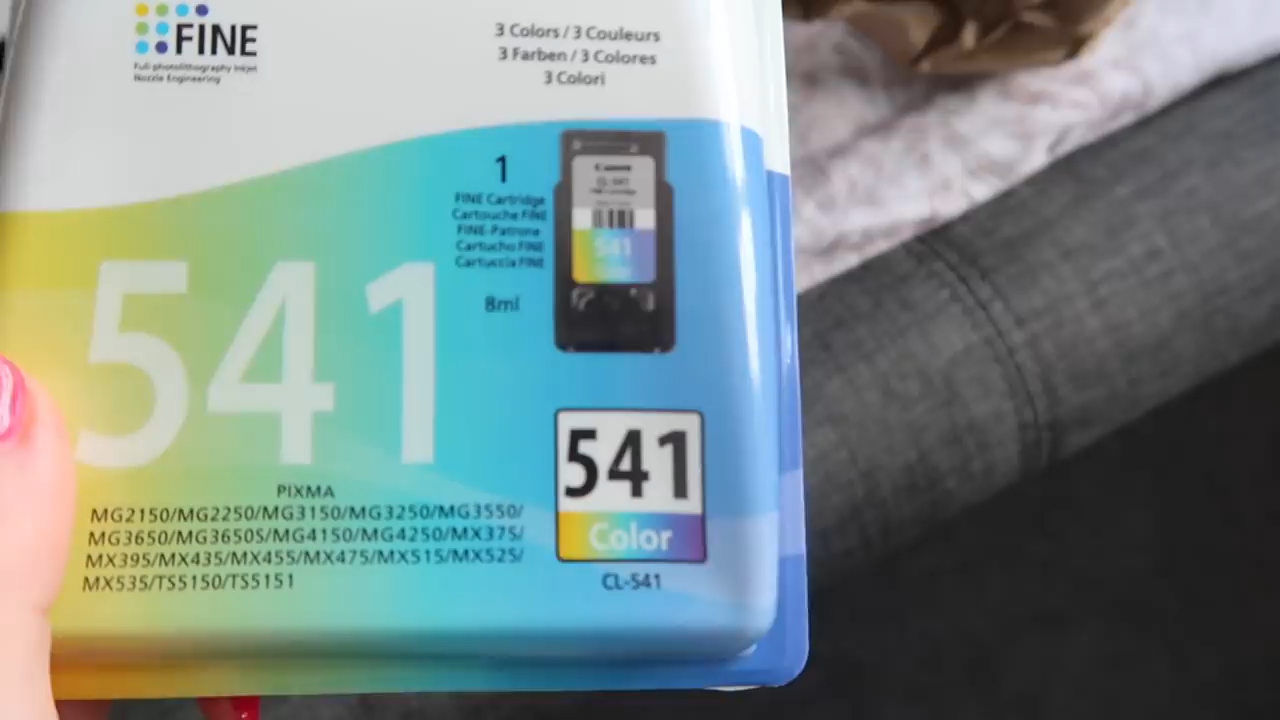 FINE
Full-photolithography Inkjet
Nozzle Engineering
3 Colors / 3 Couleurs
3 Farben / 3 Colores
3 Colori
1
FINE Cartridge
Cartouche FINE
FINE-Patrone
Cartucho FINE
Cartuccia FINE
8ml
Canon
541
541
PIXMA
MG2150/MG2250/MG3150/MG3250/MG3550/
MG3650/MG3650S/MG4150/MG4250/MX375/
MX395/MX435/MX455/MX475/MX515/MX525/
MX535/TS5150/TS5151
541
Color
CL-541